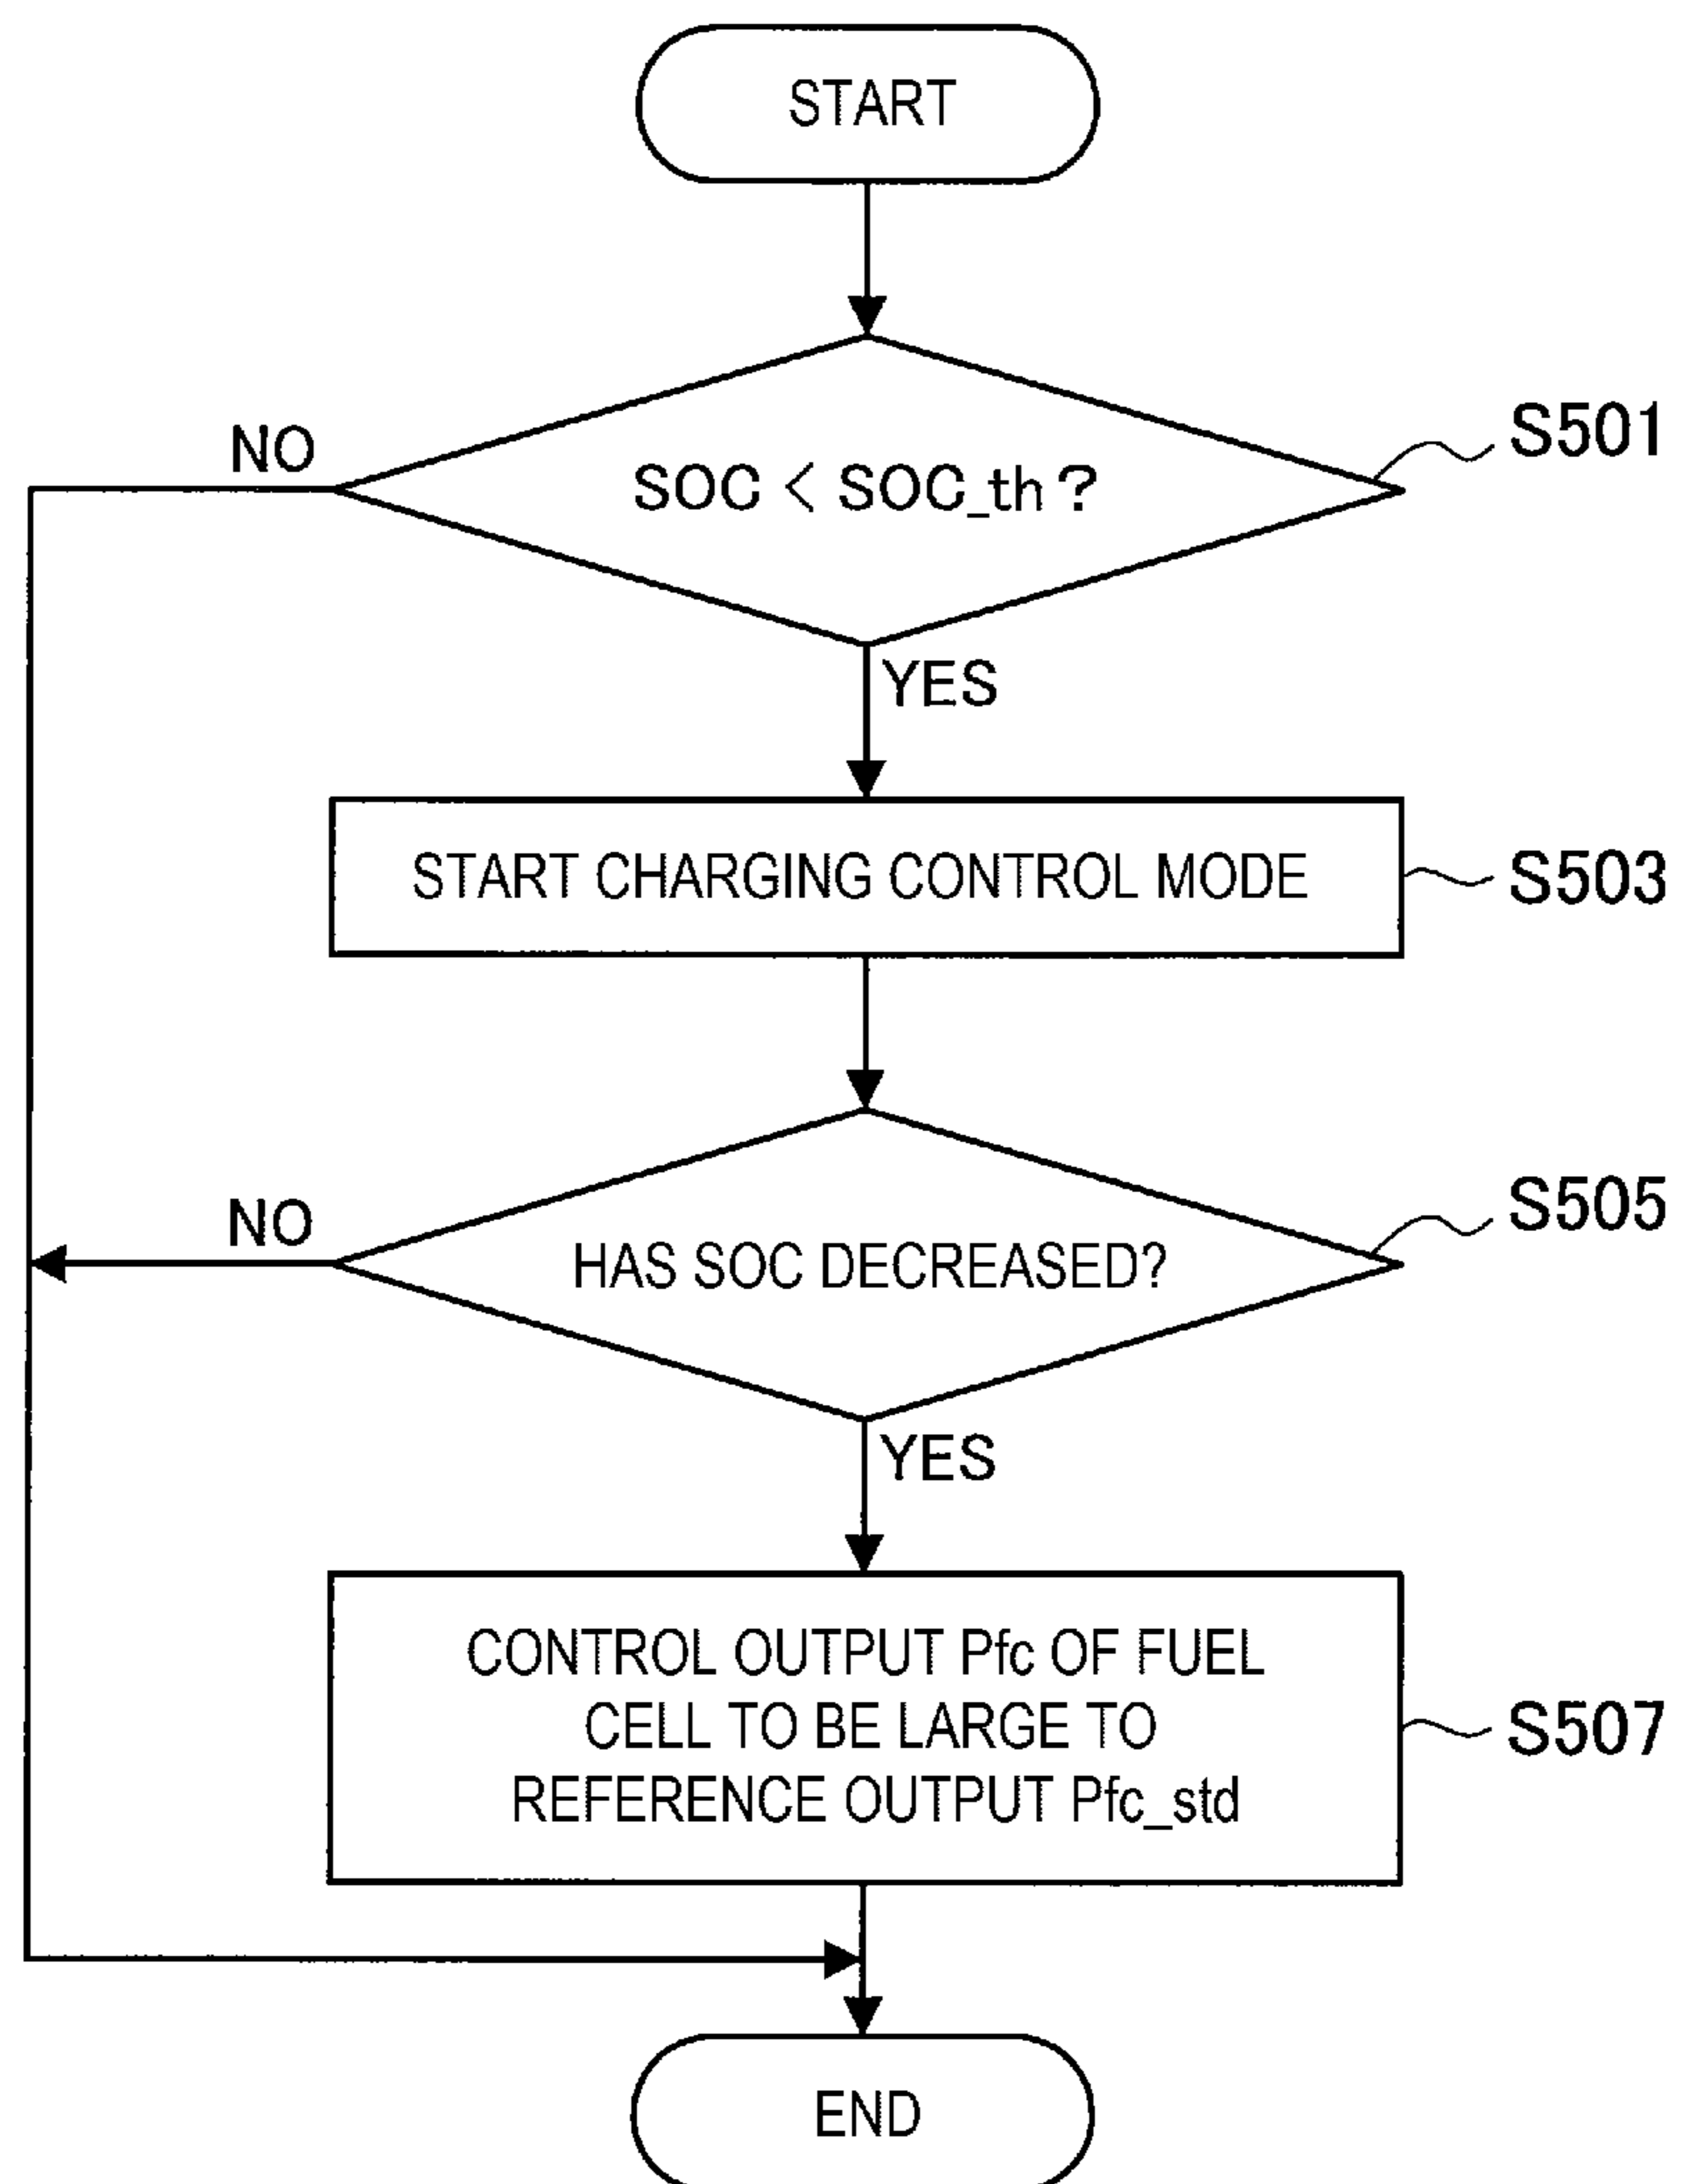 START
NO
SOC < SOC_th ?
S501
YES
START CHARGING CONTROL MODE
S503
NO
HAS SOC DECREASED?
S505
YES
CONTROL OUTPUT Pfc OF FUEL
CELL TO BE LARGE TO
REFERENCE OUTPUT Pfc_std
S507
END